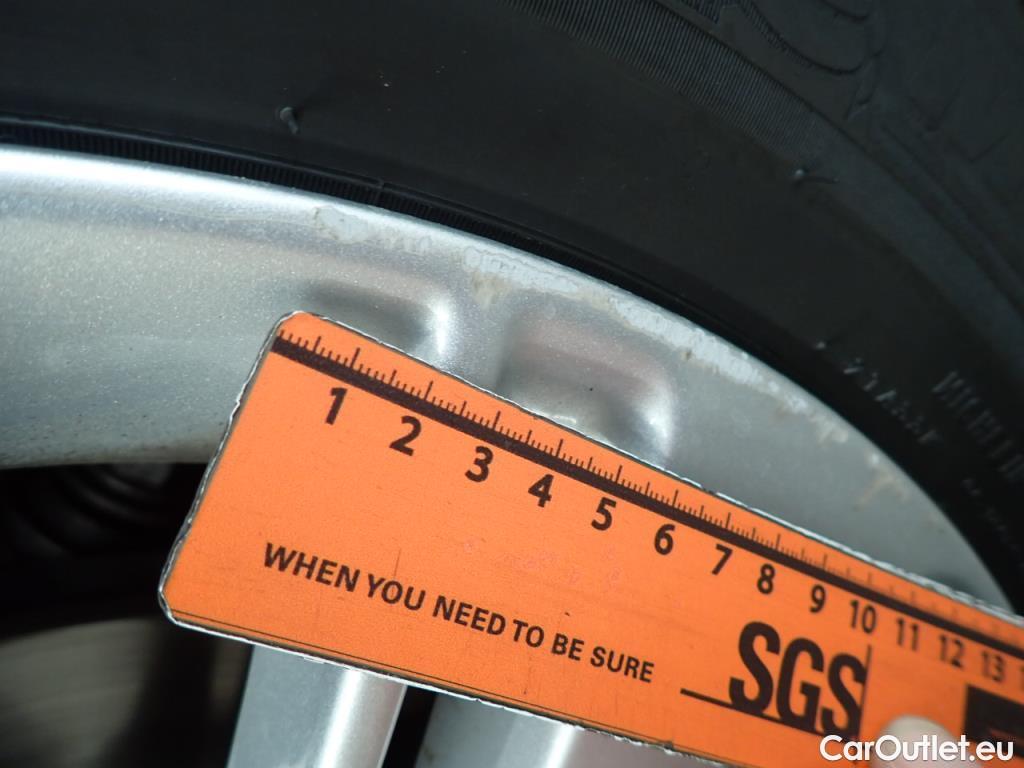 1 2 3 4 5 6 7 8 9 10 11 12 13
WHEN YOU NEED TO BE SURE
SGS
CarOutlet.eu